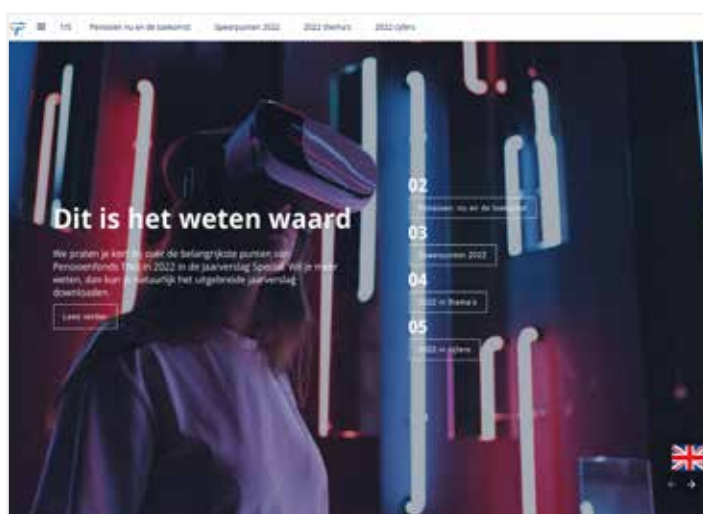 1/5 Pensioen nu en de toekomst Speerpunten 2022 2022 thema's 2022 cijfers
Dit is het weten waard
We praten je kort bij over de belangrijkste punten van
Pensioenfonds TNO in 2022 in de Jaarverslag Special. Wil je meer
weten, dan kun je natuurlijk het uitgebreide jaarverslag
downloaden.
Lees verder
02
Pensioen nu en de toekomst
03
Speerpunten 2022
04
2022 in thema's
05
2022 in cijfers